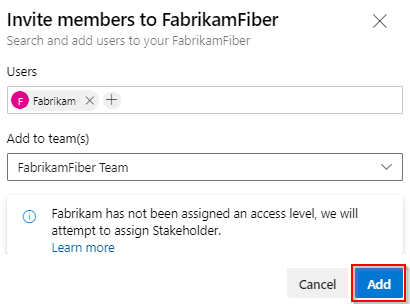 Invite members to FabrikamFiber
Search and add users to your FabrikamFiber
Users
F Fabrikam
Add to team(s)
FabrikamFiber Team
Fabrikam has not been assigned an access level, we will
attempt to assign Stakeholder.
Learn more
Cancel Add